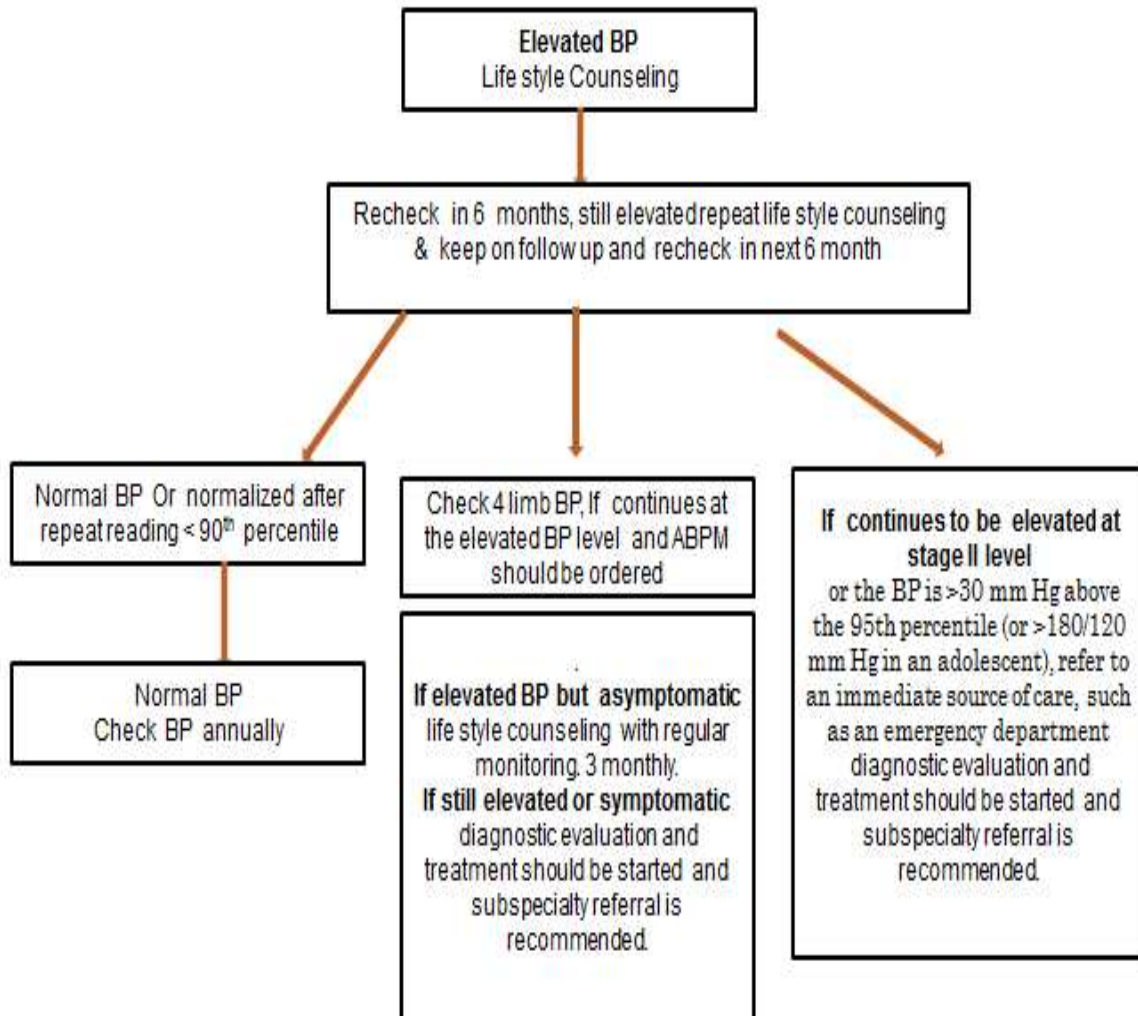 Elevated BP
Life style Counseling
Recheck in 6 months, still elevated repeat life style counseling
& keep on follow up and recheck in next 6 month
Normal BP Or normalized after
repeat reading < 90th percentile
Normal BP
Check BP annually
Check 4 limb BP, If continues at
the elevated BP level and ABPM
should be ordered
.
If elevated BP but asymptomatic
life style counseling with regular
monitoring. 3 monthly.
If still elevated or symptomatic
diagnostic evaluation and
treatment should be started and
subspecialty referral is
recommended.
If continues to be elevated at
stage II level
or the BP is >30 mm Hg above
the 95th percentile (or >180/120
mm Hg in an adolescent), refer to
an immediate source of care, such
as an emergency department
diagnostic evaluation and
treatment should be started and
subspecialty referral is
recommended.